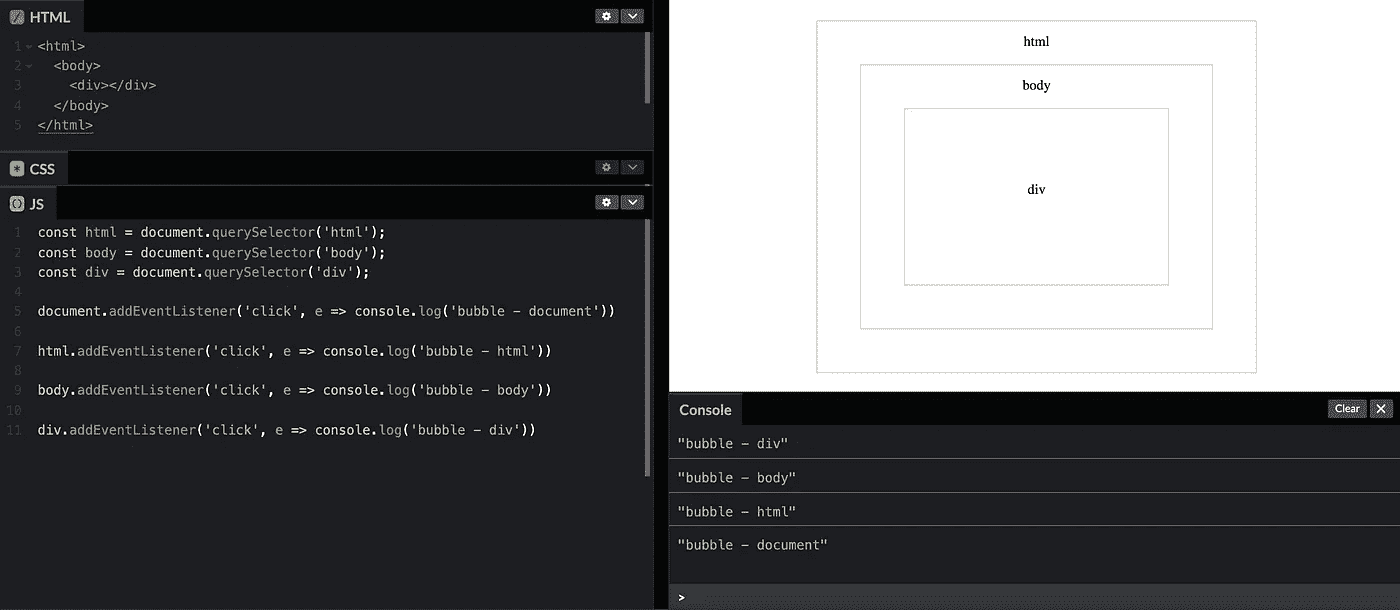 HTML
1 <html>
2 <body>
3 <div></div>
4 </body>
5 </html>
CSS
JS
1 const html = document.querySelector('html');
2 const body = document.querySelector('body');
3 const div = document.querySelector('div');
4
5 document.addEventListener('click', e => console.log('bubble - document'))
6
7 html.addEventListener('click', e => console.log('bubble - html'))
8
9 body.addEventListener('click', e => console.log('bubble - body'))
10
11 div.addEventListener('click', e => console.log('bubble - div'))
html
body
div
Console
Clear
"bubble - div"
"bubble - body"
"bubble - html"
"bubble - document"
>